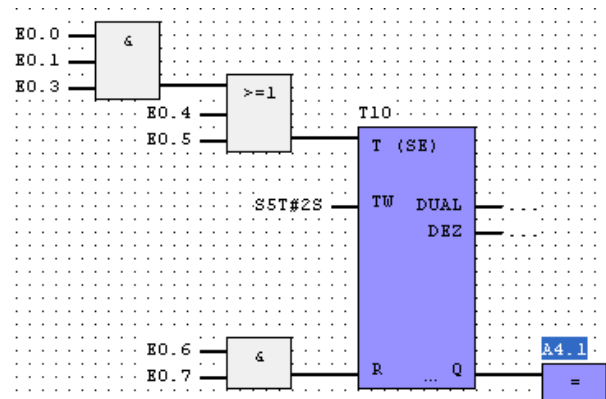 E0.0
&
E0.1
E0.3
>=1
E0.4
T10
E0.5
T (SE)
S5T#2S
TW DUAL
...
DEZ
...
E0.6
A4.1
&
E0.7
R ... Q
=